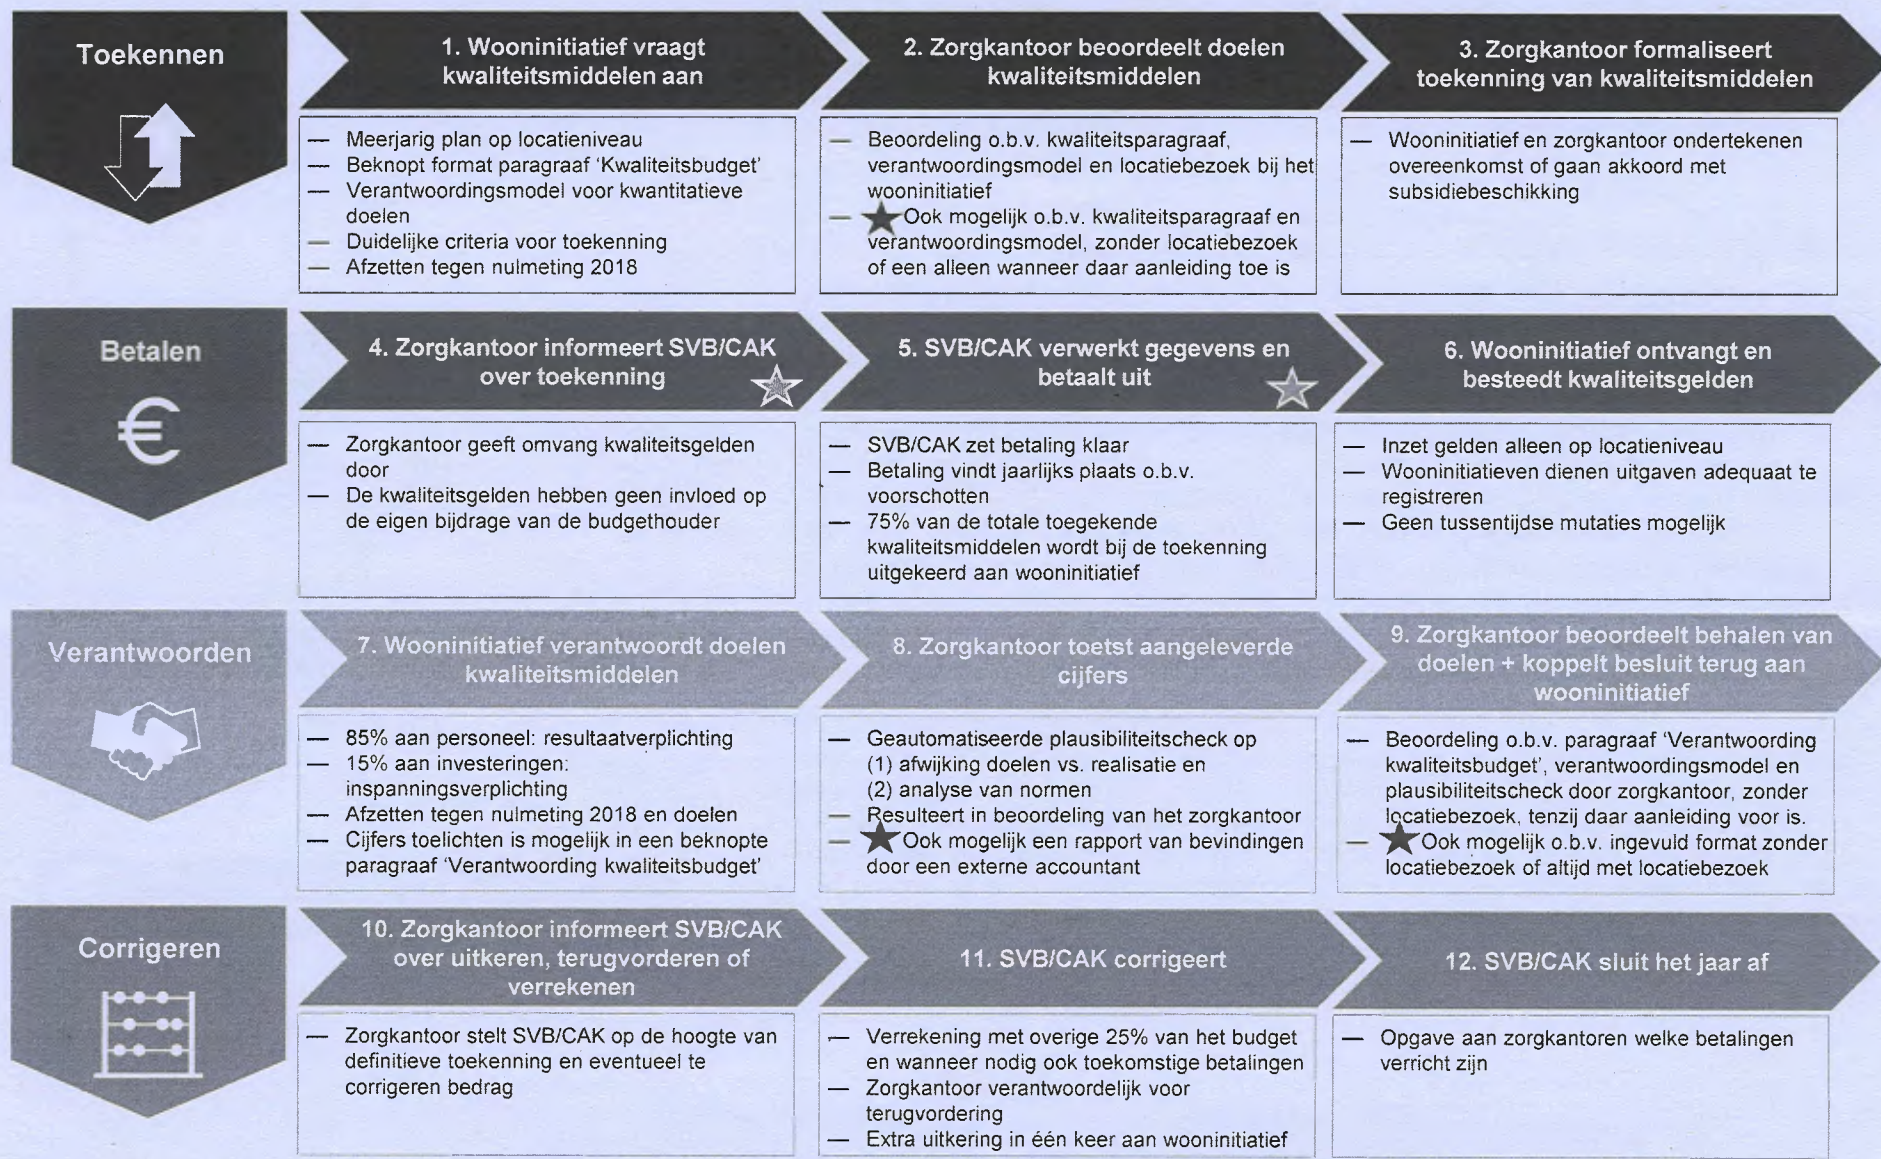 Toekennen
1. Wooninitiatief vraagt
kwaliteitsmiddelen aan
2. Zorgkantoor beoordeelt doelen
kwaliteitsmiddelen
3. Zorgkantoor formaliseert
toekenning van kwaliteitsmiddelen
— Meerjarig plan op locatieniveau
— Beknopt format paragraaf 'Kwaliteitsbudget'
— Verantwoordingsmodel voor kwantitatieve
doelen
— Duidelijke criteria voor toekenning
— Afzetten tegen nulmeting 2018
— Beoordeling o.b.v. kwaliteitsparagraaf,
verantwoordingsmodel en locatiebezoek bij het
wooninitiatief
— ★ Ook mogelijk o.b.v. kwaliteitsparagraaf en
verantwoordingsmodel, zonder locatiebezoek
of een alleen wanneer daar aanleiding toe is
— Wooninitiatief en zorgkantoor ondertekenen
overeenkomst of gaan akkoord met
subsidiebeschikking
Betalen
€
4. Zorgkantoor informeert SVB/CAK
over toekenning
5. SVB/CAK verwerkt gegevens en
betaalt uit
6. Wooninitiatief ontvangt en
besteedt kwaliteitsgelden
— Zorgkantoor geeft omvang kwaliteitsgelden
door
— De kwaliteitsgelden hebben geen invloed op
de eigen bijdrage van de budgethouder
— SVB/CAK zet betaling klaar
— Betaling vindt jaarlijks plaats o.b.v.
voorschotten
— 75% van de totale toegekende
kwaliteitsmiddelen wordt bij de toekenning
uitgekeerd aan wooninitiatief
— Inzet gelden alleen op locatieniveau
— Wooninitiatieven dienen uitgaven adequaat te
registreren
— Geen tussentijdse mutaties mogelijk
Verantwoorden
7. Wooninitiatief verantwoordt doelen
kwaliteitsmiddelen
8. Zorgkantoor toetst aangeleverde
cijfers
9. Zorgkantoor beoordeelt behalen van
doelen + koppelt besluit terug aan
wooninitiatief
— 85% aan personeel: resultaatverplichting
— 15% aan investeringen:
inspanningsverplichting
— Afzetten tegen nulmeting 2018 en doelen
— Cijfers toelichten is mogelijk in een beknopte
paragraaf 'Verantwoording kwaliteitsbudget'
— Geautomatiseerde plausibiliteitscheck op
(1) afwijking doelen vs. realisatie en
(2) analyse van normen
— Resulteert in beoordeling van het zorgkantoor
— ★ Ook mogelijk een rapport van bevindingen
door een externe accountant
— Beoordeling o.b.v. paragraaf 'Verantwoording
kwaliteitsbudget', verantwoordingsmodel en
plausibiliteitscheck door zorgkantoor, zonder
locatiebezoek, tenzij daar aanleiding voor is.
— ★ Ook mogelijk o.b.v. ingevuld format zonder
locatiebezoek of altijd met locatiebezoek
Corrigeren
10. Zorgkantoor informeert SVB/CAK
over uitkeren, terugvorderen of
verrekenen
11. SVB/CAK corrigeert
12. SVB/CAK sluit het jaar af
— Zorgkantoor stelt SVB/CAK op de hoogte van
definitieve toekenning en eventueel te
corrigeren bedrag
— Verrekening met overige 25% van het budget
en wanneer nodig ook toekomstige betalingen
— Zorgkantoor verantwoordelijk voor
terugvordering
— Extra uitkering in één keer aan wooninitiatief
— Opgave aan zorgkantoren welke betalingen
verricht zijn